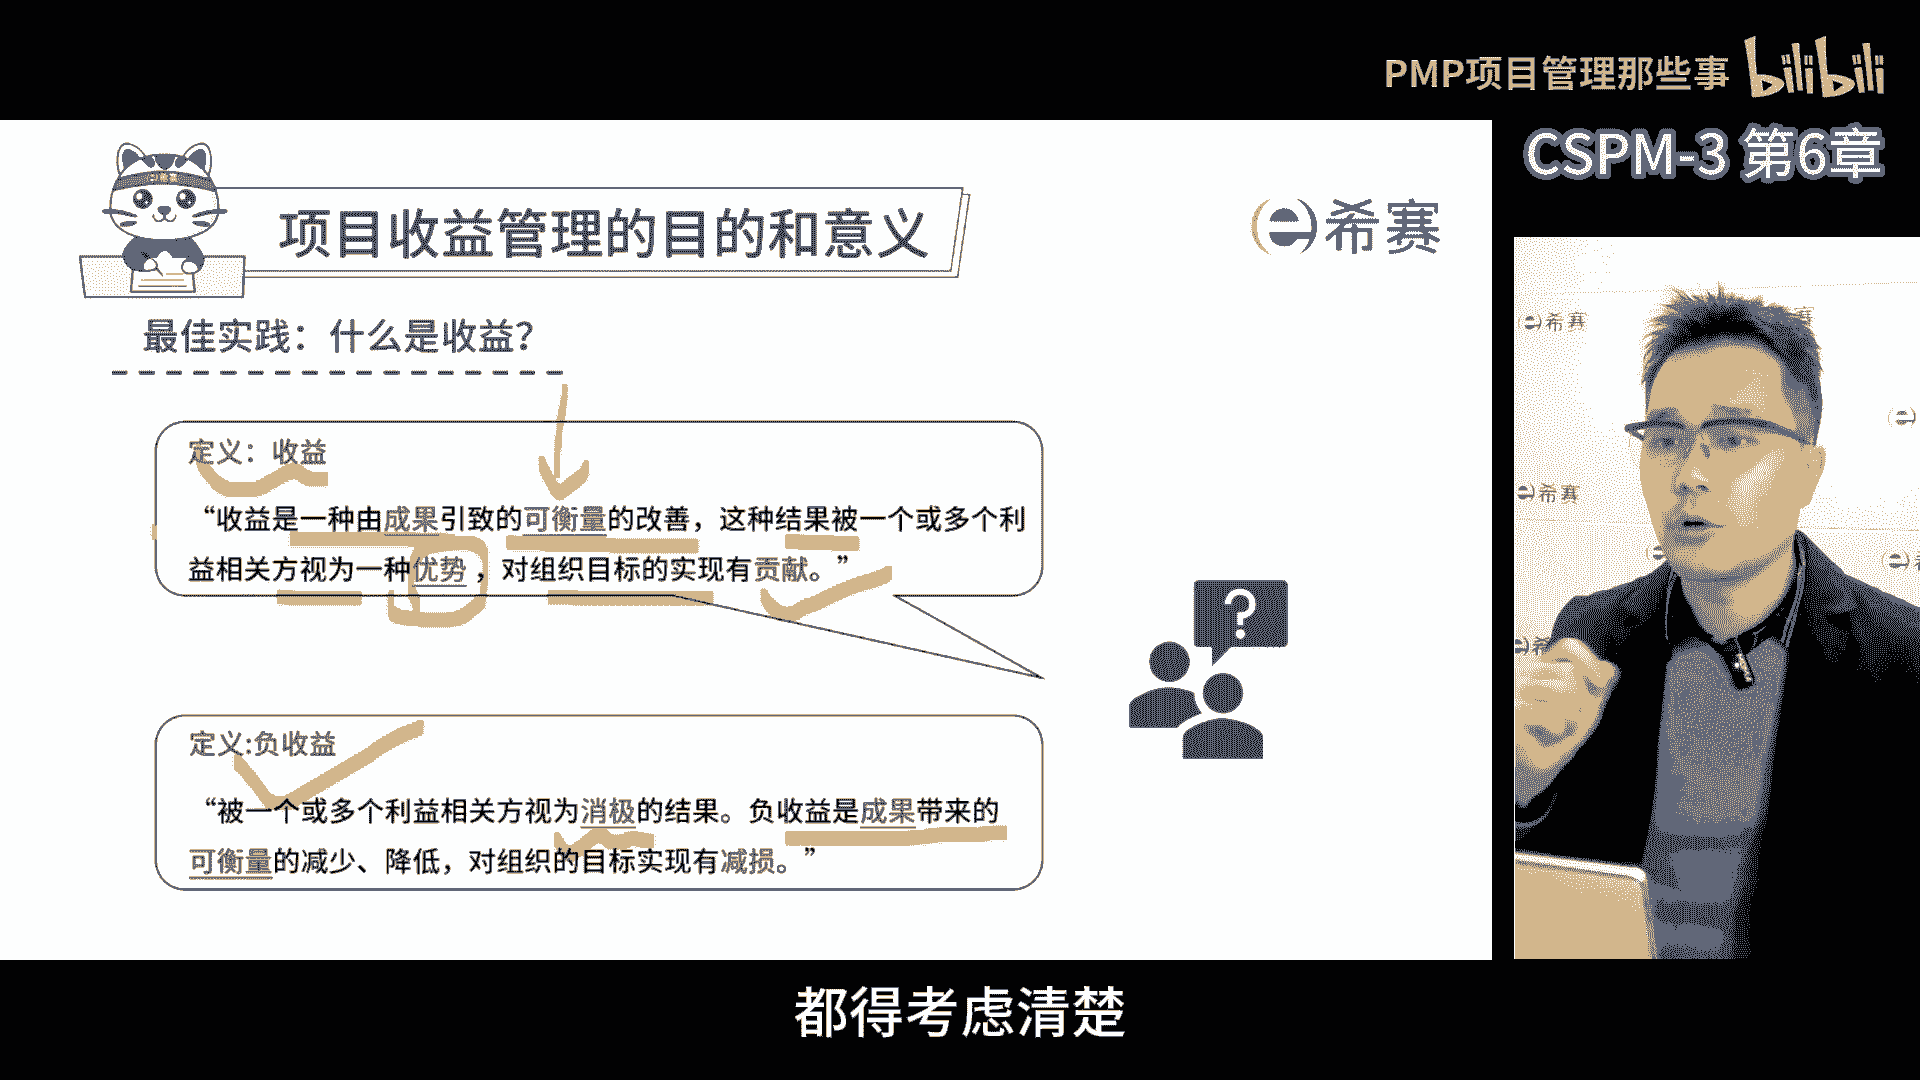 PMP项目管理那些事 bilibili
CSPM-3 第6章
项目收益管理的目的和意义
希赛
最佳实践：什么是收益？
定义：收益
“收益是一种由成果引致的可衡量的改善，这种结果被一个或多个利
益相关方视为一种优势，对组织目标的实现有贡献。”
?
定义:负收益
“被一个或多个利益相关方视为消极的结果。负收益是成果带来的
可衡量的减少、降低，对组织的目标实现有减损。”
希赛
希赛
都得考虑清楚